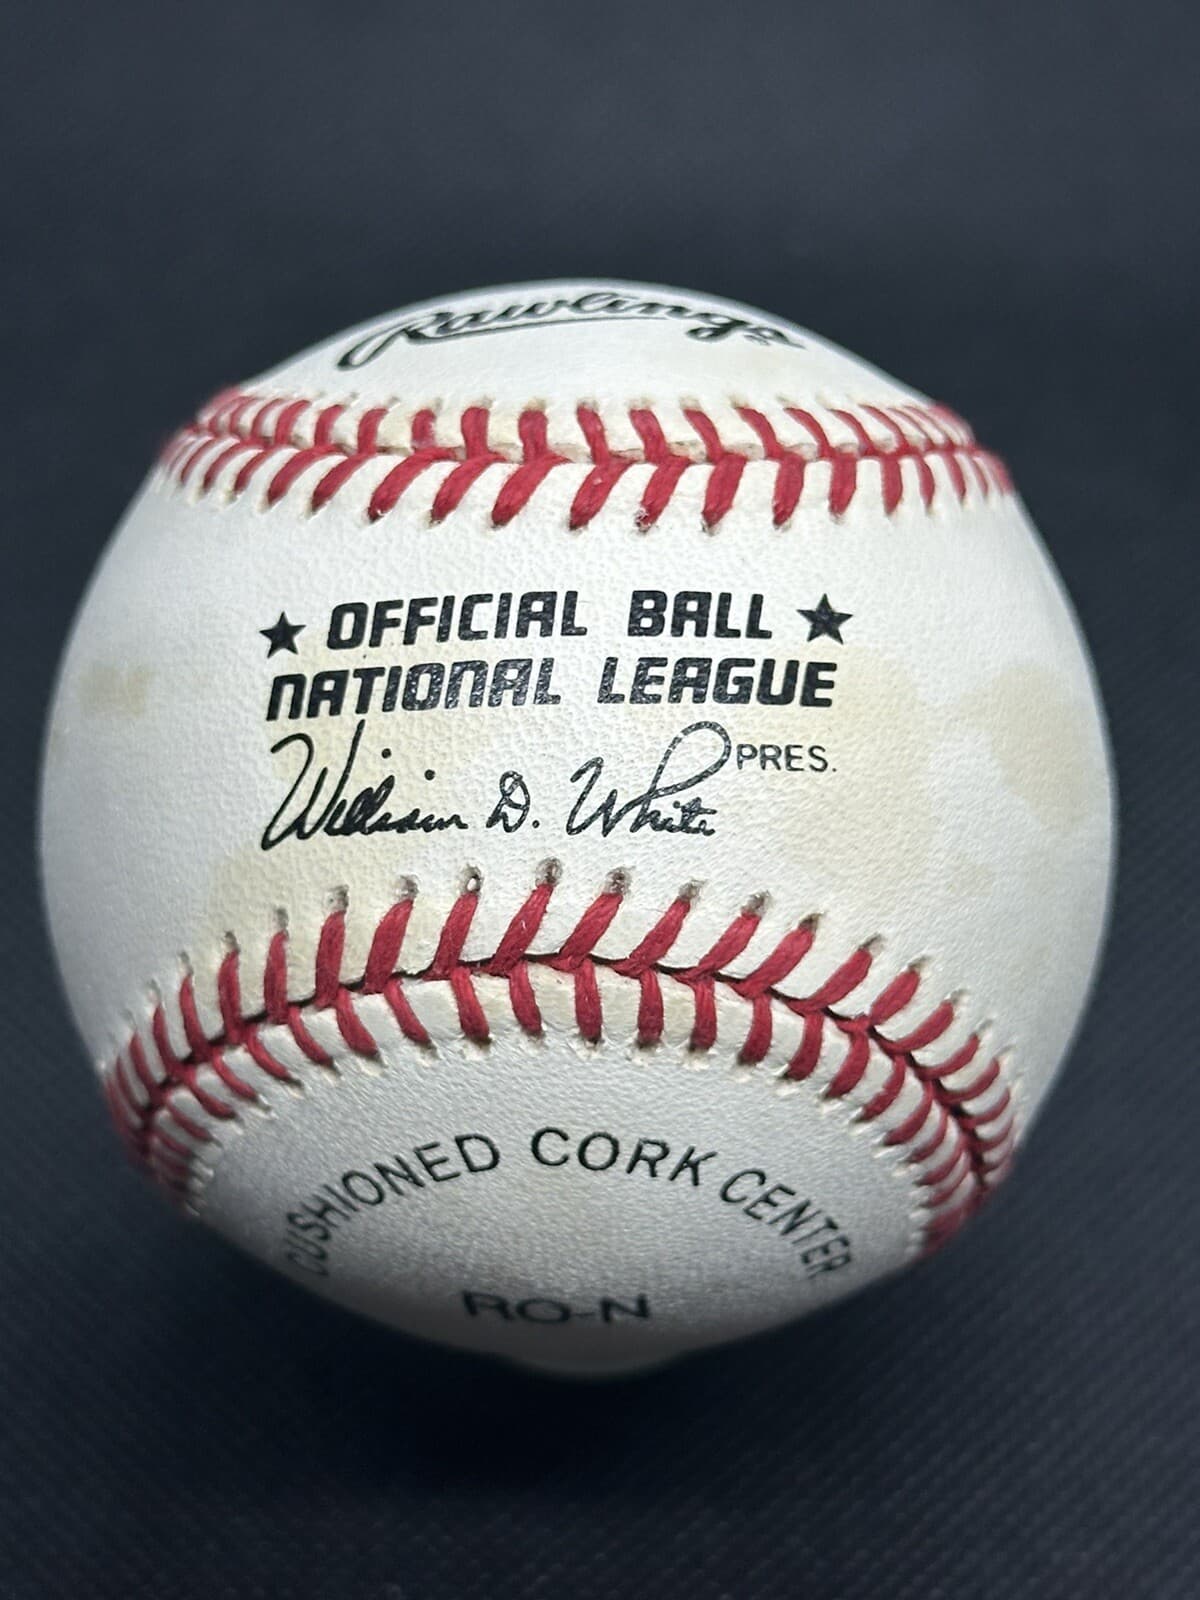 Rawlings
★ OFFICIAL BALL ★
NATIONAL LEAGUE
William D. White PRES.
CUSHIONED CORK CENTER
RO-N